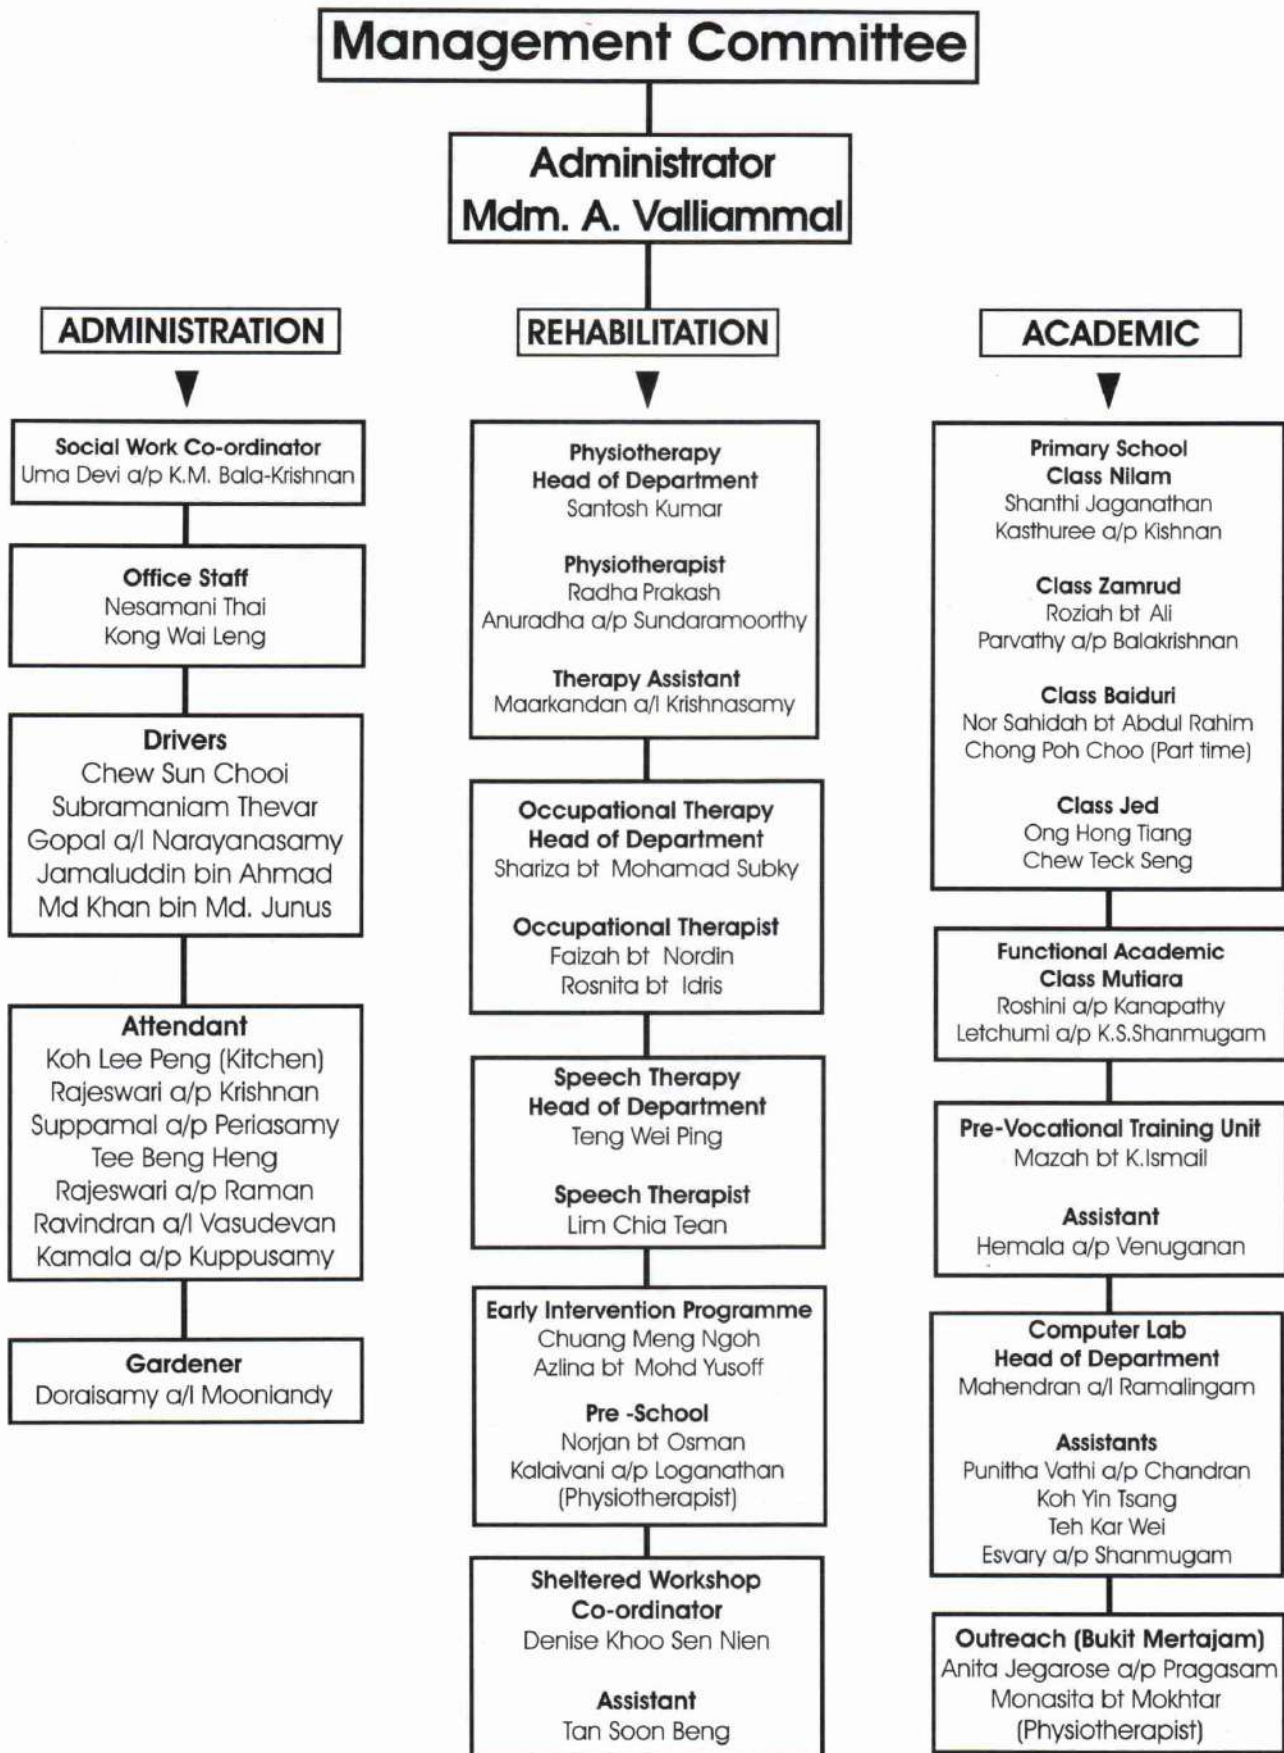 Management Committee
Administrator
Mdm. A. Valliammal
ADMINISTRATION
Social Work Co-ordinator
Uma Devi a/p K.M. Bala-Krishnan
Office Staff
Nesamani Thai
Kong Wai Leng
Drivers
Chew Sun Chooi
Subramaniam Thevar
Gopal a/l Narayanasamy
Jamaluddin bin Ahmad
Md Khan bin Md. Junus
Attendant
Koh Lee Peng (Kitchen)
Rajeswari a/p Krishnan
Suppamal a/p Periasamy
Tee Beng Heng
Rajeswari a/p Raman
Ravindran a/l Vasudevan
Kamala a/p Kuppusamy
Gardener
Doraisamy a/l Mooniandy
REHABILITATION
Physiotherapy
Head of Department
Santosh Kumar
Physiotherapist
Radha Prakash
Anuradha a/p Sundaramoorthy
Therapy Assistant
Maarkandan a/l Krishnasamy
Occupational Therapy
Head of Department
Shariza bt Mohamad Subky
Occupational Therapist
Faizah bt Nordin
Rosnita bt Idris
Speech Therapy
Head of Department
Teng Wei Ping
Speech Therapist
Lim Chia Tean
Early Intervention Programme
Chuang Meng Ngoh
Azlina bt Mohd Yusoff
Pre -School
Norjan bt Osman
Kalaivani a/p Loganathan
(Physiotherapist)
Sheltered Workshop
Co-ordinator
Denise Khoo Sen Nien
Assistant
Tan Soon Beng
ACADEMIC
Primary School
Class Nilam
Shanthi Jaganathan
Kasthuree a/p Kishnan
Class Zamrud
Roziah bt Ali
Parvathy a/p Balakrishnan
Class Baiduri
Nor Sahidah bt Abdul Rahim
Chong Poh Choo (Part time)
Class Jed
Ong Hong Tiang
Chew Teck Seng
Functional Academic
Class Mutiara
Roshini a/p Kanapathy
Letchumi a/p K.S.Shanmugam
Pre-Vocational Training Unit
Mazah bt K.Ismail
Assistant
Hemala a/p Venuganan
Computer Lab
Head of Department
Mahendran a/l Ramalingam
Assistants
Punitha Vathi a/p Chandran
Koh Yin Tsang
Teh Kar Wei
Esvary a/p Shanmugam
Outreach (Bukit Mertajam)
Anita Jegarose a/p Pragasam
Monasita bt Mokhtar
(Physiotherapist)